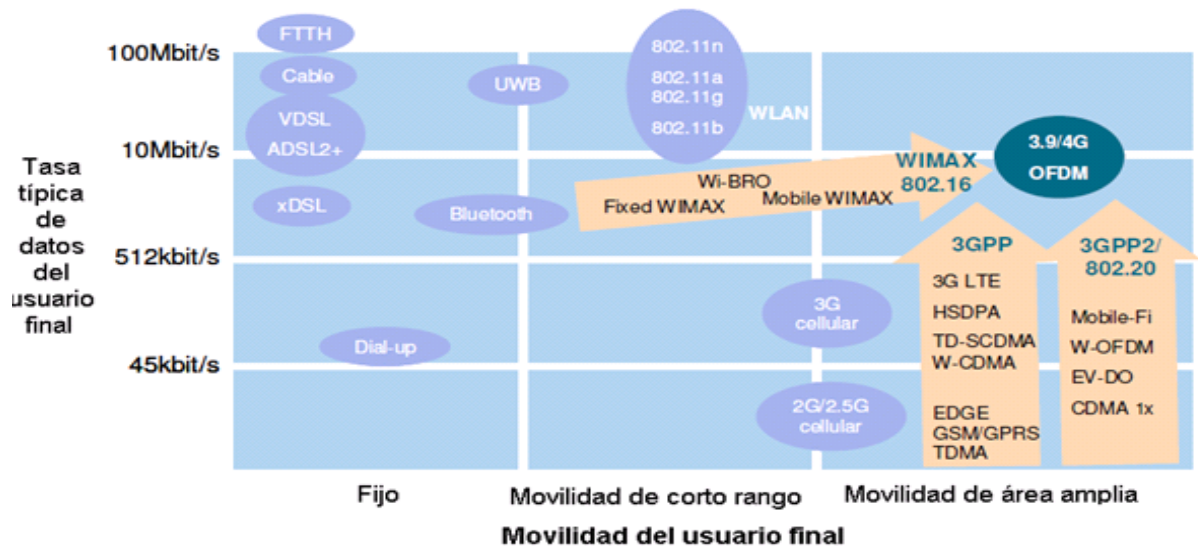 Tasa
típica
de
datos
del
usuario
final
100Mbit/s
10Mbit/s
512kbit/s
45kbit/s
FTTH
Cable
VDSL
ADSL2+
xDSL
Dial-up
UWB
Bluetooth
802.11n
802.11a
802.11g
802.11b
WLAN
Wi-BRO
Fixed WIMAX
Mobile WIMAX
WIMAX
802.16
3.9/4G
OFDM
3G
cellular
2G/2.5G
cellular
3GPP
3G LTE
HSDPA
TD-SCDMA
W-CDMA
EDGE
GSM/GPRS
TDMA
3GPP2/
802.20
Mobile-Fi
W-OFDM
EV-DO
CDMA 1x
Fijo
Movilidad de corto rango
Movilidad de área amplia
Movilidad del usuario final